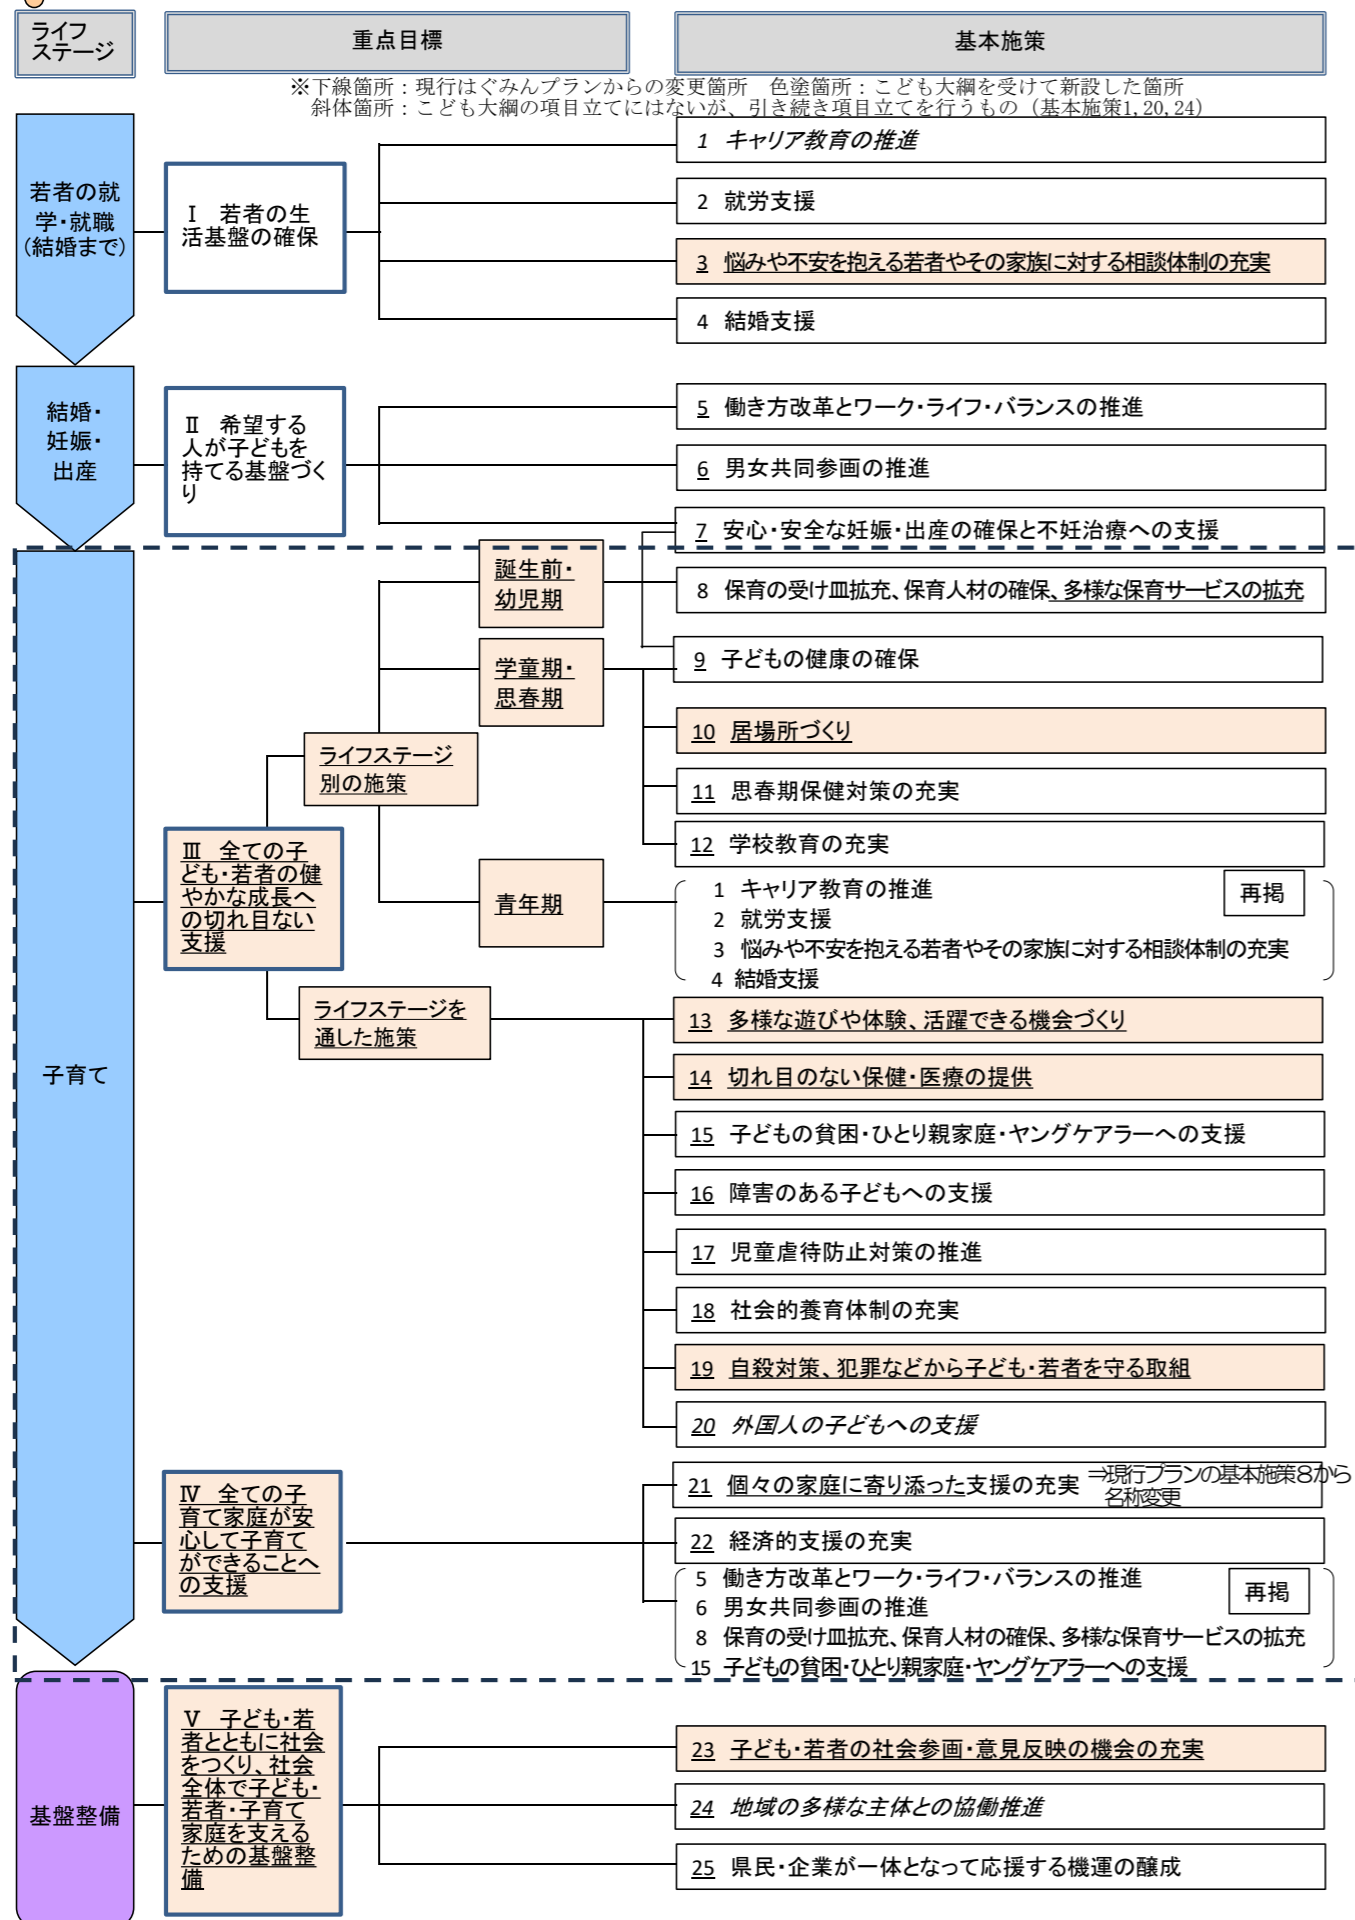 ライフ
ステージ
重点目標
基本施策
※下線箇所：現行はぐみんプランからの変更箇所　色塗箇所：こども大綱を受けて新設した箇所
斜体箇所：こども大綱の項目立てにはないが、引き続き項目立てを行うもの（基本施策1, 20, 24）
若者の就
学・就職
（結婚まで）
Ⅰ　若者の生
活基盤の確保
1 キャリア教育の推進
2 就労支援
3 悩みや不安を抱える若者やその家族に対する相談体制の充実
4 結婚支援
結婚・
妊娠・
出産
Ⅱ　希望する
人が子どもを
持てる基盤づく
り
5 働き方改革とワーク・ライフ・バランスの推進
6 男女共同参画の推進
7 安心・安全な妊娠・出産の確保と不妊治療への支援
子育て
Ⅲ　全ての子
ども・若者の健
やかな成長へ
の切れ目ない
支援
ライフステージ
別の施策
誕生前・
幼児期
8 保育の受け皿拡充、保育人材の確保、多様な保育サービスの拡充
学童期・
思春期
9 子どもの健康の確保
10 居場所づくり
11 思春期保健対策の充実
12 学校教育の充実
青年期
1 キャリア教育の推進
再掲
2 就労支援
3 悩みや不安を抱える若者やその家族に対する相談体制の充実
4 結婚支援
ライフステージを
通した施策
13 多様な遊びや体験、活躍できる機会づくり
14 切れ目のない保健・医療の提供
15 子どもの貧困・ひとり親家庭・ヤングケアラーへの支援
16 障害のある子どもへの支援
17 児童虐待防止対策の推進
18 社会的養育体制の充実
19 自殺対策、犯罪などから子ども・若者を守る取組
20 外国人の子どもへの支援
Ⅳ　全ての子
育て家庭が安
心して子育て
ができることへ
の支援
21 個々の家庭に寄り添った支援の充実
⇒現行プランの基本施策８から
名称変更
22 経済的支援の充実
5 働き方改革とワーク・ライフ・バランスの推進
再掲
6 男女共同参画の推進
8 保育の受け皿拡充、保育人材の確保、多様な保育サービスの拡充
15 子どもの貧困・ひとり親家庭・ヤングケアラーへの支援
基盤整備
Ⅴ　子ども・若
者とともに社会
をつくり、社会
全体で子ども・
若者・子育て
家庭を支える
ための基盤整
備
23 子ども・若者の社会参画・意見反映の機会の充実
24 地域の多様な主体との協働推進
25 県民・企業が一体となって応援する機運の醸成